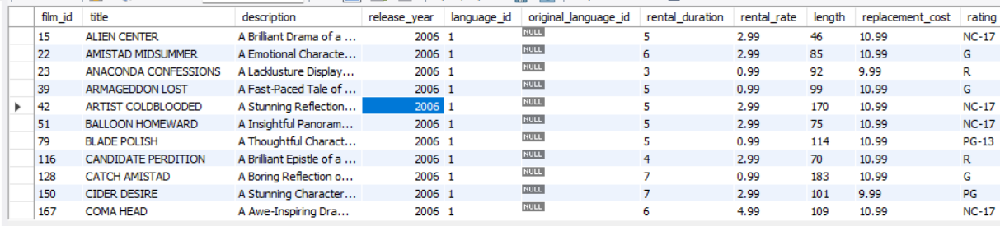 film_id title description release_year language_id original_language_id rental_duration rental_rate length replacement_cost rating
15 ALIEN CENTER A Brilliant Drama of a ... 2006 1 NULL 5 2.99 46 10.99 NC-17
22 AMISTAD MIDSUMMER A Emotional Characte... 2006 1 NULL 6 2.99 85 10.99 G
23 ANACONDA CONFESSIONS A Lacklusture Display... 2006 1 NULL 3 0.99 92 9.99 R
39 ARMAGEDDON LOST A Fast-Paced Tale of ... 2006 1 NULL 5 0.99 99 10.99 G
42 ARTIST COLDBLOODED A Stunning Reflection... 2006 1 NULL 5 2.99 170 10.99 NC-17
51 BALLOON HOMEWARD A Insightful Panoram... 2006 1 NULL 5 2.99 75 10.99 NC-17
79 BLADE POLISH A Thoughtful Charact... 2006 1 NULL 5 0.99 114 10.99 PG-13
116 CANDIDATE PERDITION A Brilliant Epistle of a ... 2006 1 NULL 4 2.99 70 10.99 R
128 CATCH AMISTAD A Boring Reflection o... 2006 1 NULL 7 0.99 183 10.99 G
150 CIDER DESIRE A Stunning Character... 2006 1 NULL 7 2.99 101 9.99 PG
167 COMA HEAD A Awe-Inspiring Dra... 2006 1 NULL 6 4.99 109 10.99 NC-17